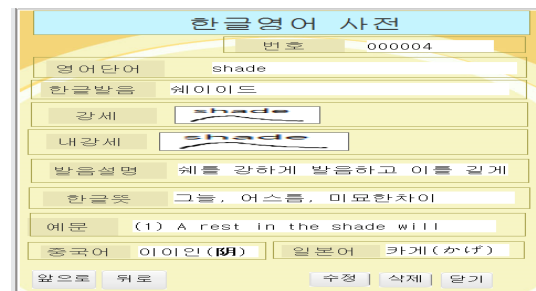 한글영어 사전
번호 000004
영어단어 shade
한글발음 쉐이이드
강세 shade
내강세 shade
발음설명 쉐를 강하게 발음하고 이를 길게
한글뜻 그늘, 어스름, 미묘한차이
예문 (1) A rest in the shade will
중국어 이이인(阴) 일본어 카게(かげ)
앞으로 뒤로 수정 삭제 닫기